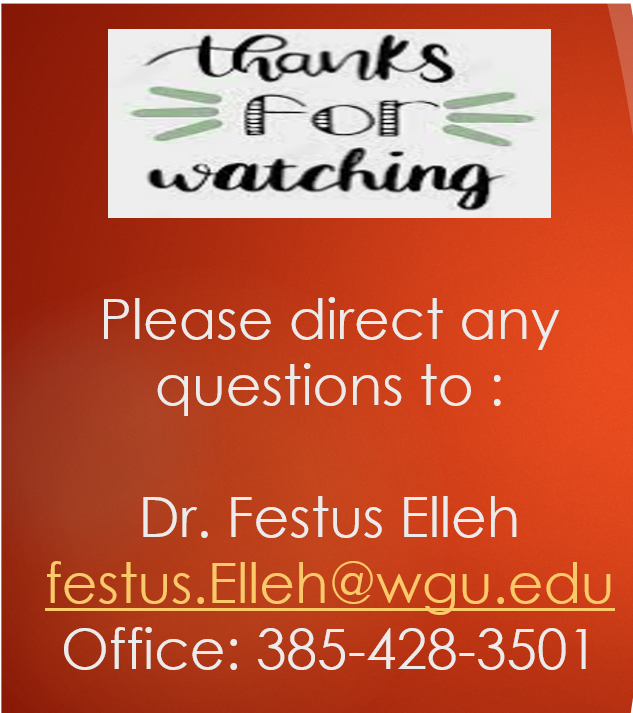 thanks
for
watching
Please direct any
questions to :
Dr. Festus Elleh
festus.Elleh@wgu.edu
Office: 385-428-3501